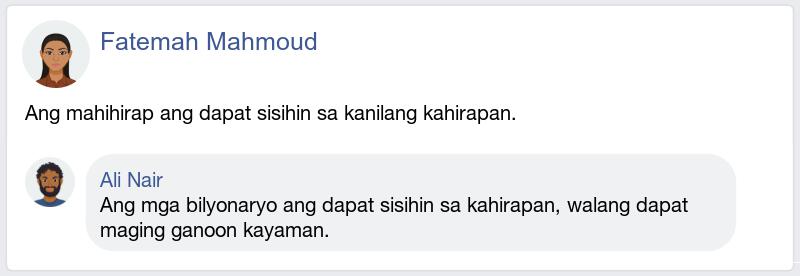 Fatemah Mahmoud
Ang mahihirap ang dapat sisihin sa kanilang kahirapan.
Ali Nair
Ang mga bilyonaryo ang dapat sisihin sa kahirapan, walang dapat
maging ganoon kayaman.